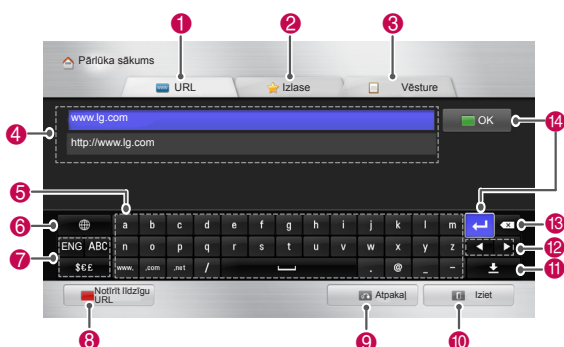 1 2 3
Pārlūka sākums
URL Izlase Vēsture
4 www.lg.com OK 14
http://www.lg.com
5
6 a b c d e f g h i j k l m 13
ENG ABC n o p q r s t u v w x y z 12
7 $€£ www. .com .net / . @ _ - 11
Notīrīt līdzīgu
URL Atpakaļ Iziet
8 9 10